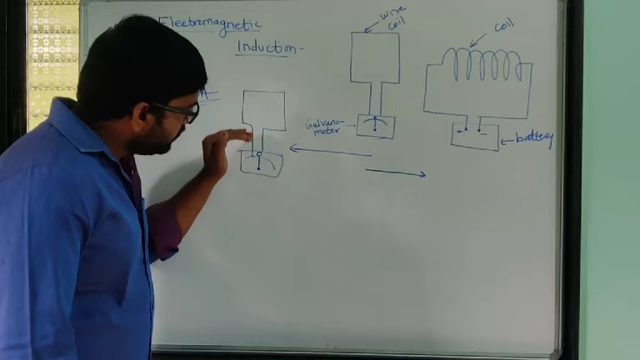 Electromagnetic
Induction-
wire
coil
coil
Galvano-
meter
+ -
battery